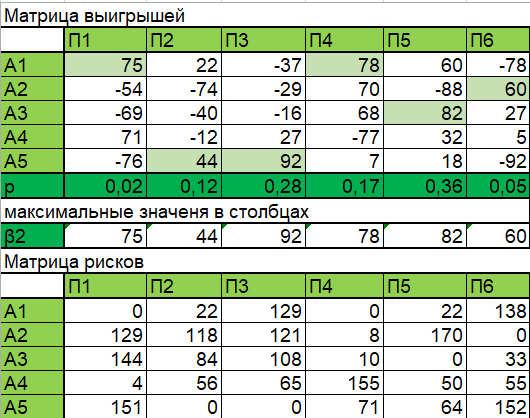 Матрица выигрышей
П1 П2 П3 П4 П5 П6
А1 75 22 -37 78 60 -78
А2 -54 -74 -29 70 -88 60
А3 -69 -40 -16 68 82 27
А4 71 -12 27 -77 32 5
А5 -76 44 92 7 18 -92
р 0,02 0,12 0,28 0,17 0,36 0,05
максимальные значеня в столбцах
β2 75 44 92 78 82 60
Матрица рисков
П1 П2 П3 П4 П5 П6
А1 0 22 129 0 22 138
А2 129 118 121 8 170 0
А3 144 84 108 10 0 33
А4 4 56 65 155 50 55
А5 151 0 0 71 64 152